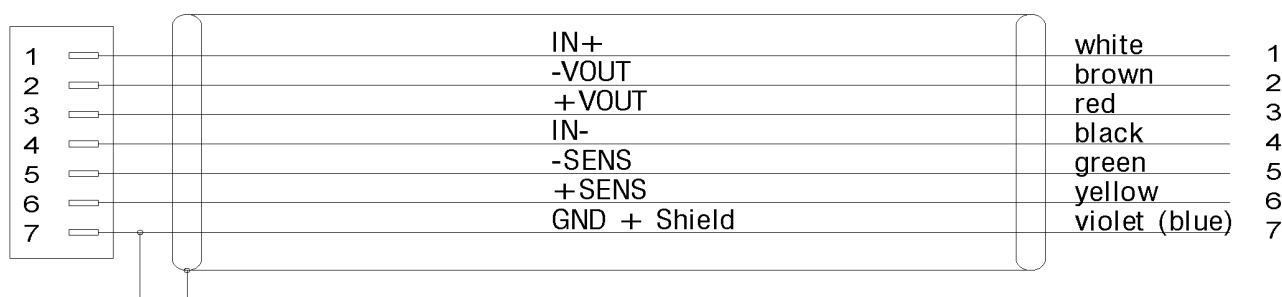 1 IN+ white 1
2 -VOUT brown 2
3 +VOUT red 3
4 IN- black 4
5 -SENS green 5
6 +SENS yellow 6
7 GND + Shield violet (blue) 7